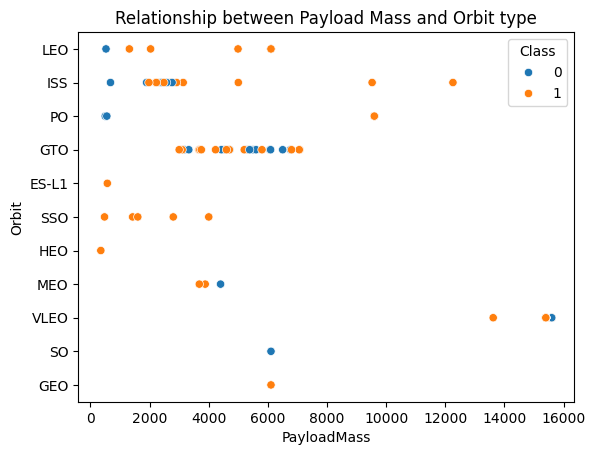 Relationship between Payload Mass and Orbit type
Class
0
1
Orbit
LEO
ISS
PO
GTO
ES-L1
SSO
HEO
MEO
VLEO
SO
GEO
0 2000 4000 6000 8000 10000 12000 14000 16000
PayloadMass